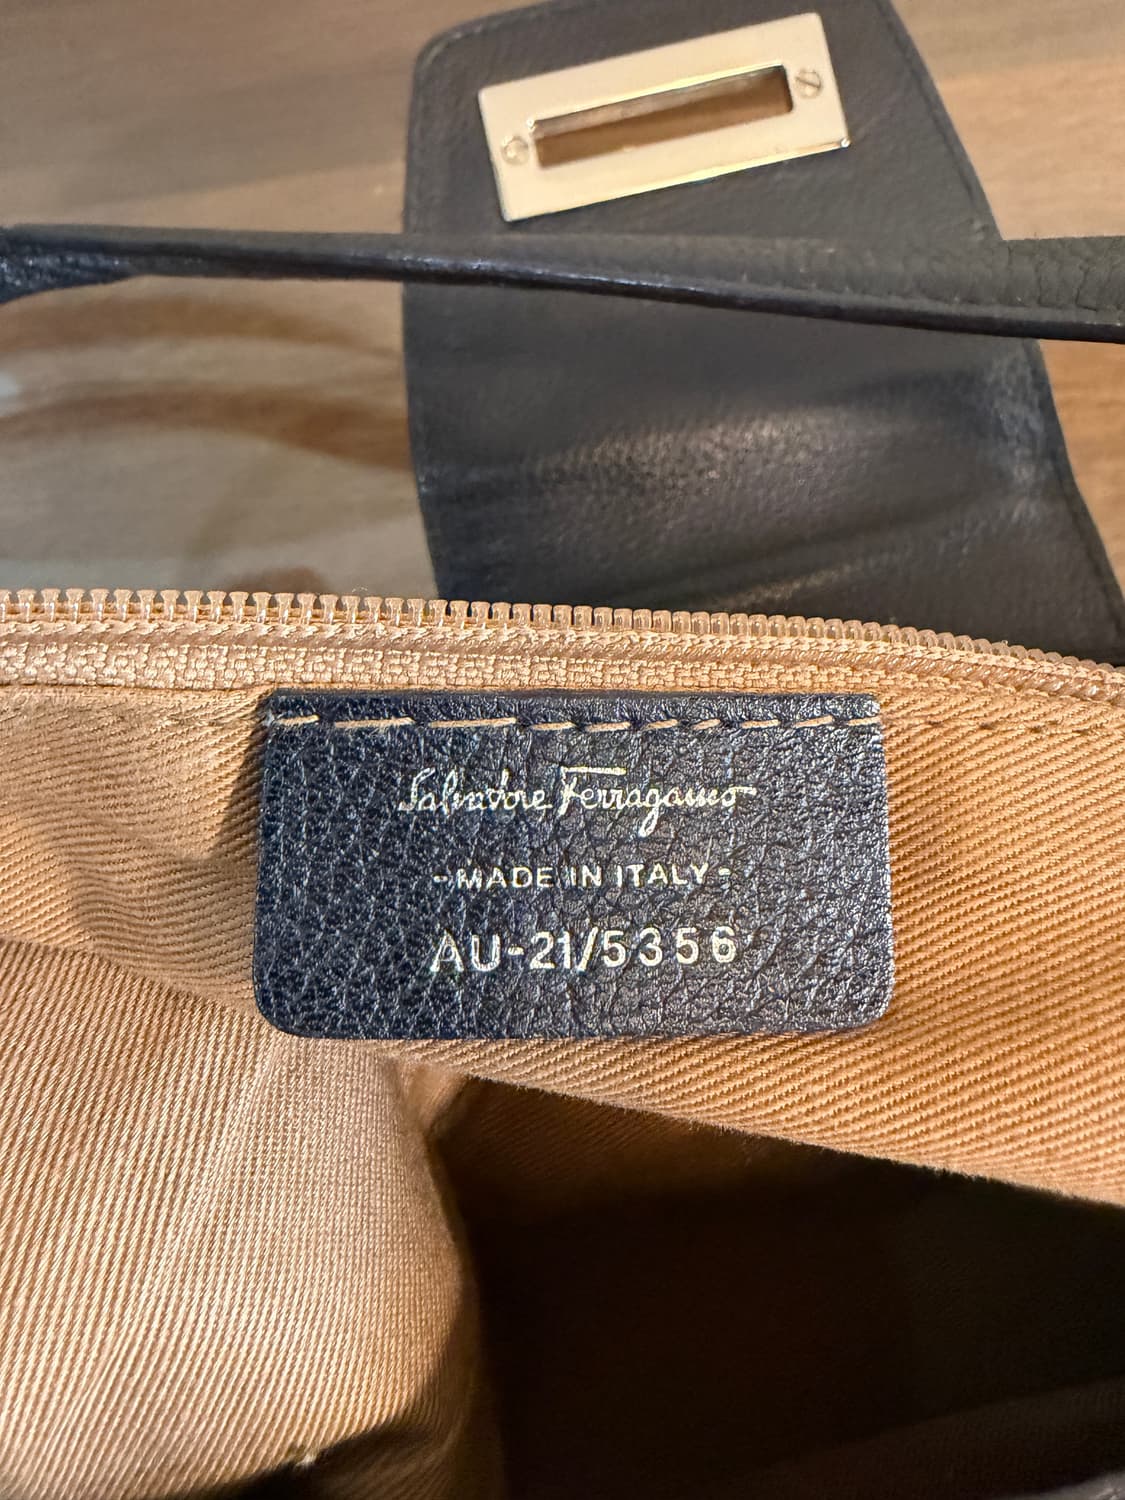 Salvatore Ferragamo
-MADE IN ITALY-
AU-21/5356